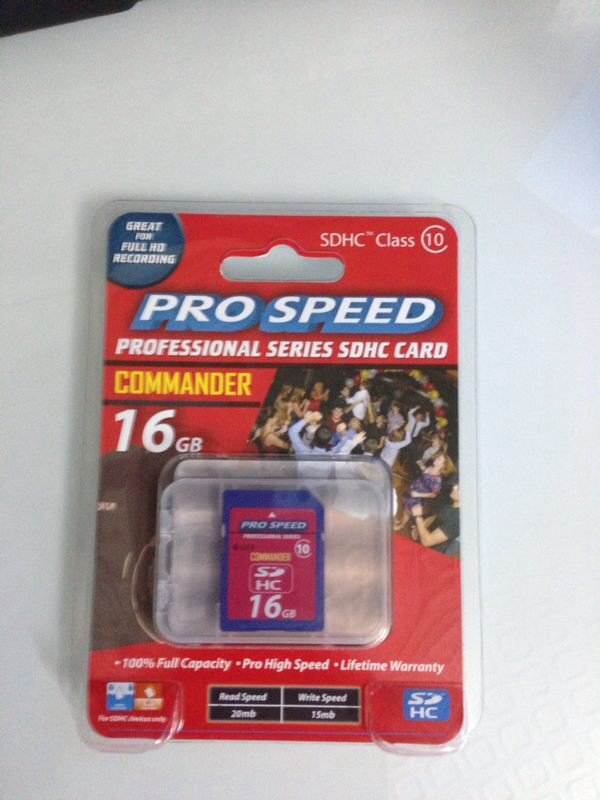 GREAT
FOR
FULL HD
RECORDING
SDHC™ Class 10
PRO SPEED
PROFESSIONAL SERIES SDHC CARD
COMMANDER
16GB
PRO SPEED
PROFESSIONAL SERIES
10
COMMANDER
SD
HC
16GB
•100% Full Capacity •Pro High Speed •Lifetime Warranty
Read Speed Write Speed
20mb 15mb
For SDHC devices only
SD
HC